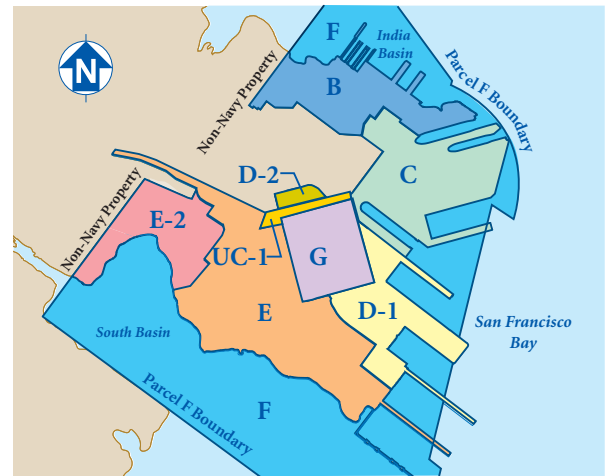 F
India
Basin
Parcel F Boundary
N
B
Non-Navy Property
C
D-2
Non-Navy Property
E-2
UC-1
G
E
D-1
South Basin
San Francisco
Bay
Parcel F Boundary
F